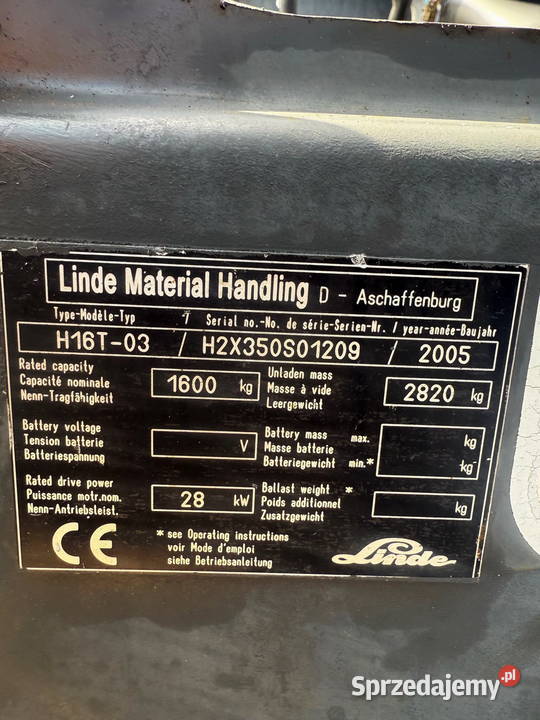 Linde Material Handling D - Aschaffenburg
Type-Modèle-Typ / Serial no.-No. de série-Serien-Nr. / year-année-Baujahr
H16T-03 / H2X350S01209 / 2005
Rated capacity
Capacité nominale
Nenn-Tragfähigkeit
1600 kg
Unladen mass
Masse à vide
Leergewicht
2820 kg
Battery voltage
Tension batterie
Batteriespannung
V
Battery mass max.
Masse batterie
Batteriegewicht min.*
kg
kg
Rated drive power
Puissance motr.nom.
Nenn-Antriebsleist.
28 kW
Ballast weight *
Poids additionnel
Zusatzgewicht
kg
CE
* see Operating instructions
voir Mode d'emploi
siehe Betriebsanleitung
Linde
Sprzedajemy.pl